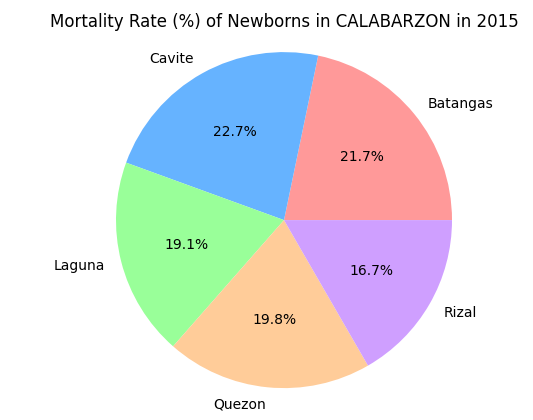 Mortality Rate (%) of Newborns in CALABARZON in 2015
Cavite
Batangas
22.7%
21.7%
Laguna
19.1%
16.7%
Rizal
19.8%
Quezon